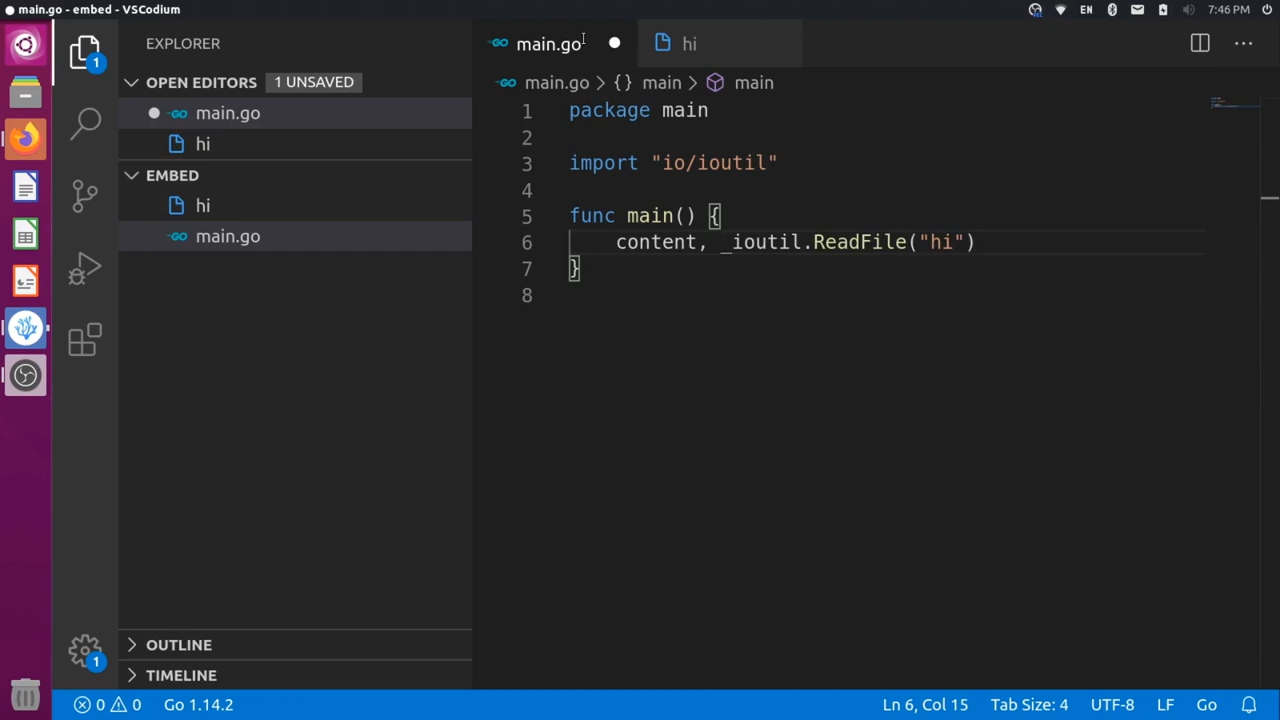 main.go - embed - VSCodium
EN
7:46 PM
EXPLORER
OPEN EDITORS 1 UNSAVED
main.go
hi
EMBED
hi
main.go
OUTLINE
TIMELINE
1
1
main.go
hi
main.go > {} main > main
1 package main
2
3 import "io/ioutil"
4
5 func main() {
6 content, _ioutil.ReadFile("hi")
7 }
8
0 0 Go 1.14.2
Ln 6, Col 15 Tab Size: 4 UTF-8 LF Go